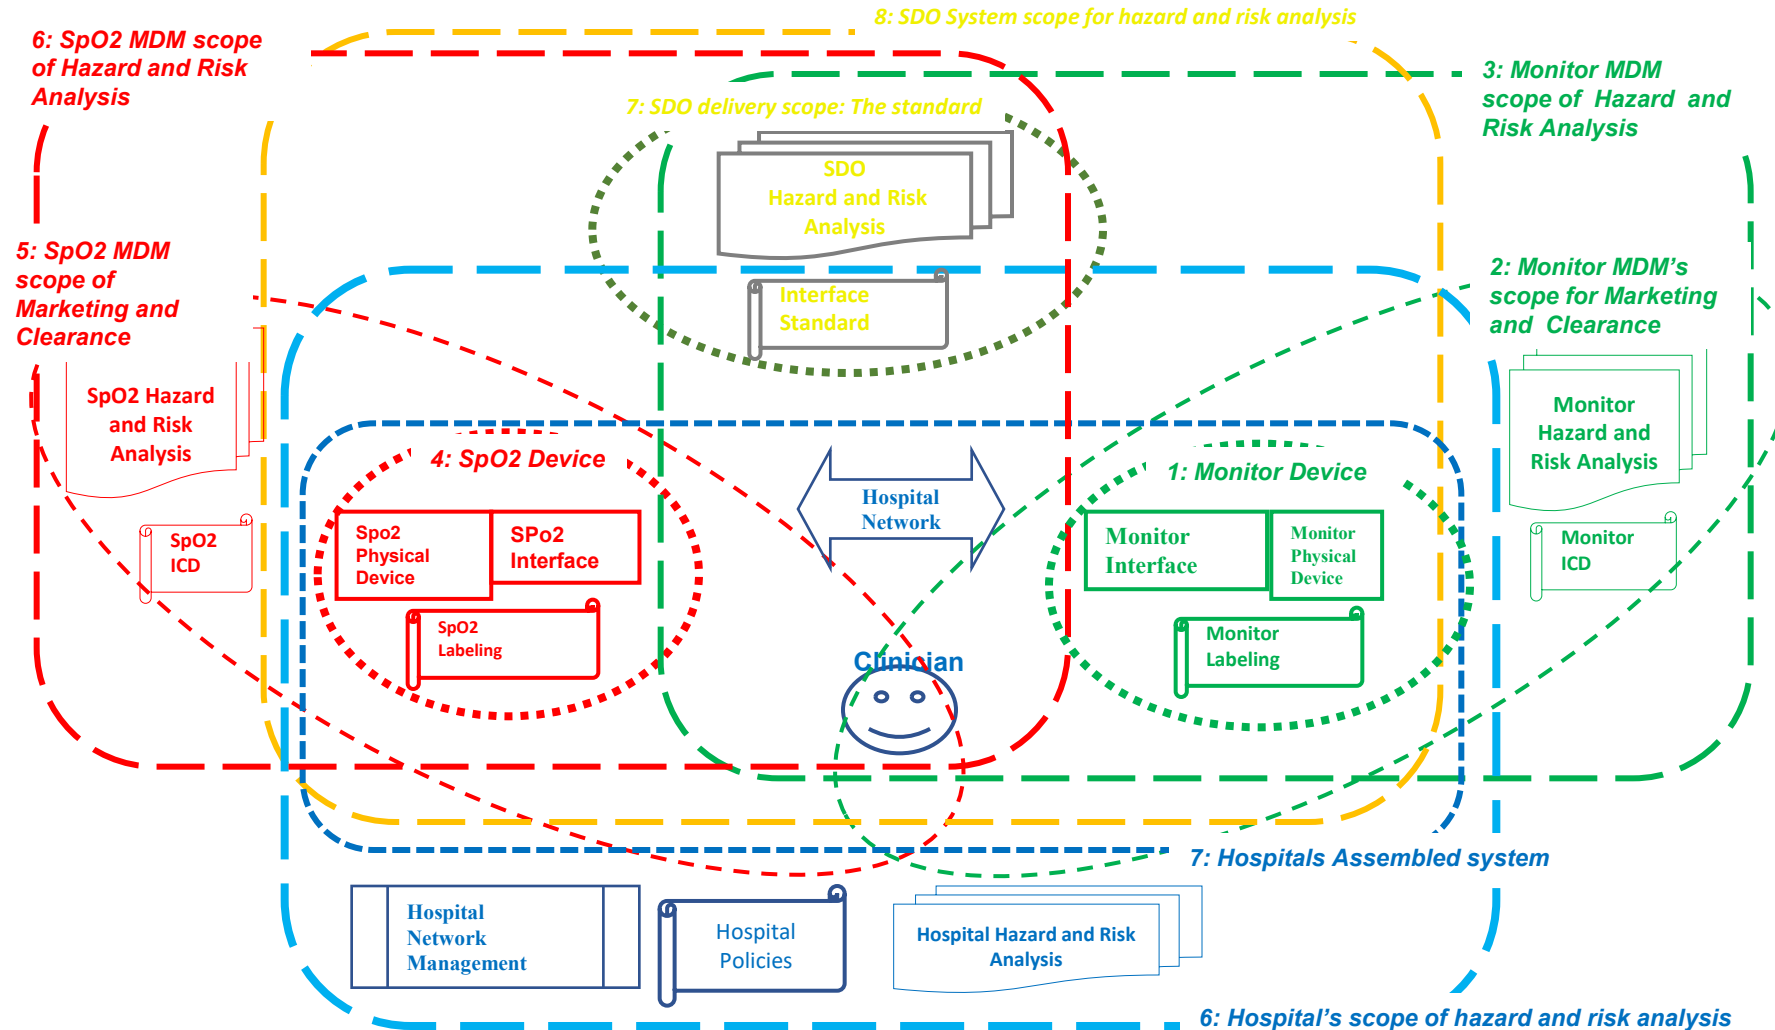 8: SDO System scope for hazard and risk analysis
6: SpO2 MDM scope
of Hazard and Risk
Analysis
3: Monitor MDM
scope of Hazard and
Risk Analysis
7: SDO delivery scope: The standard
SDO
Hazard and Risk
Analysis
5: SpO2 MDM
scope of
Marketing and
Clearance
2: Monitor MDM's
scope for Marketing
and Clearance
Interface
Standard
SpO2 Hazard
and Risk
Analysis
Monitor
Hazard and
Risk Analysis
4: SpO2 Device
1: Monitor Device
Hospital
Network
SpO2
ICD
Spo2
Physical
Device
SPo2
Interface
Monitor
Interface
Monitor
Physical
Device
Monitor
ICD
SpO2
Labeling
Monitor
Labeling
Clinician
7: Hospitals Assembled system
Hospital
Network
Management
Hospital
Policies
Hospital Hazard and Risk
Analysis
6: Hospital's scope of hazard and risk analysis